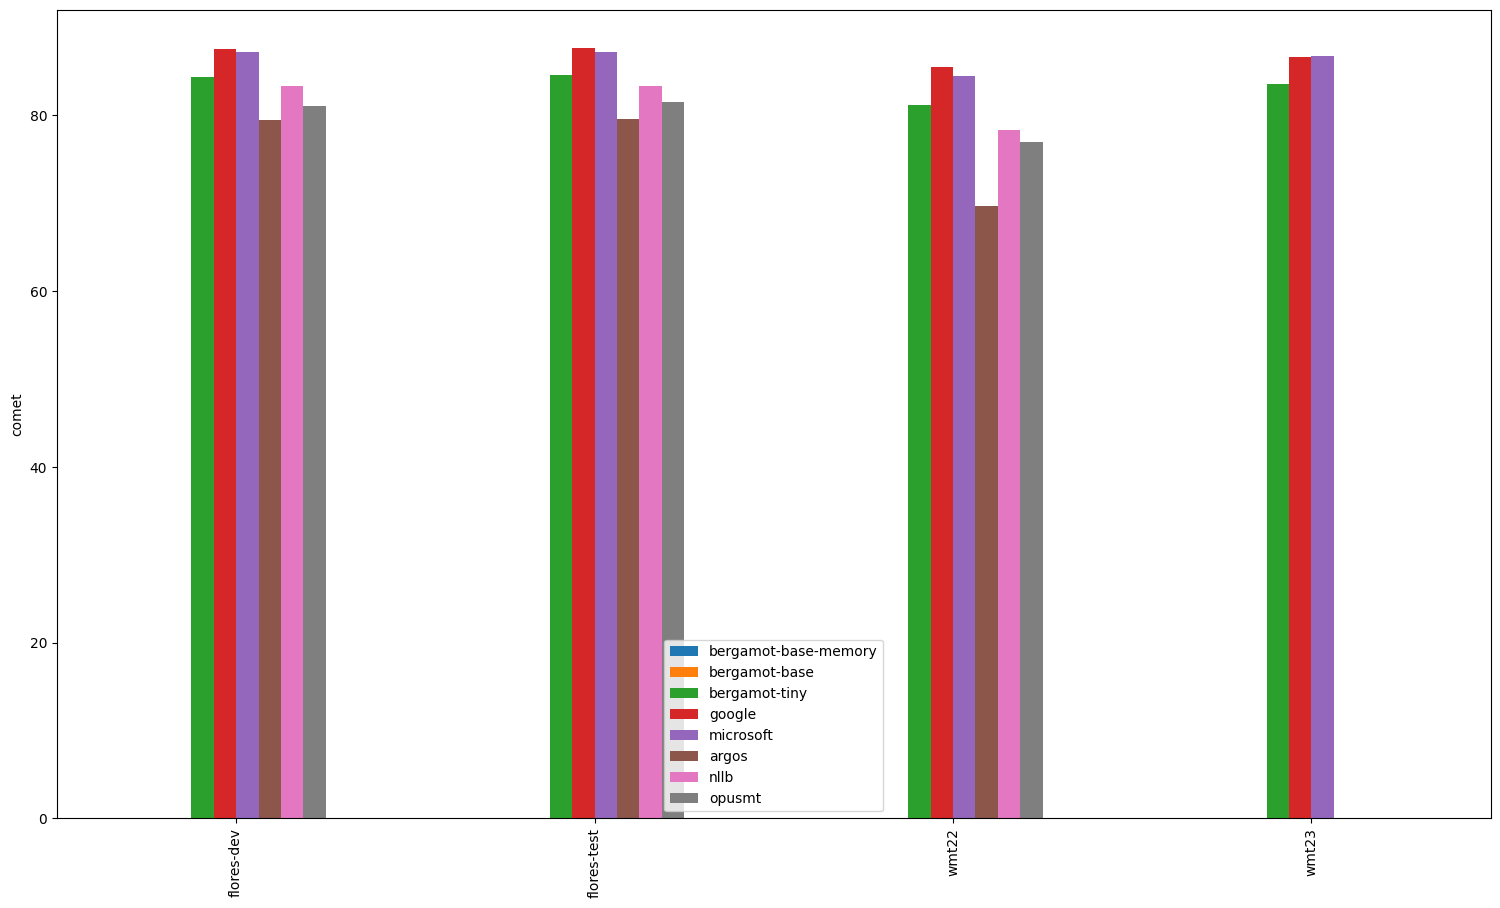 comet
80
60
40
20
0
flores-dev
flores-test
wmt22
wmt23
bergamot-base-memory
bergamot-base
bergamot-tiny
google
microsoft
argos
nllb
opusmt